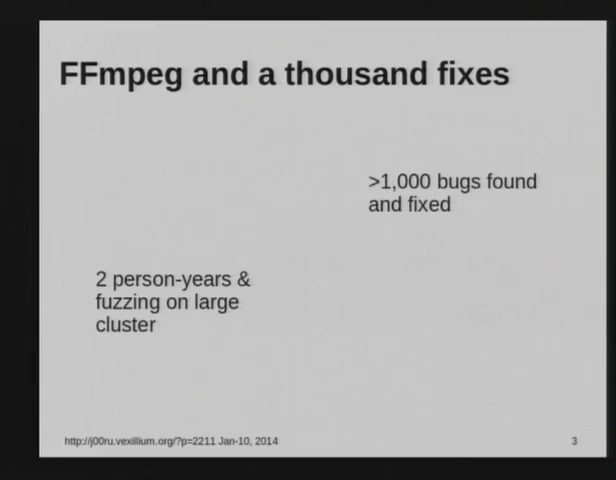 FFmpeg and a thousand fixes
>1,000 bugs found
and fixed
2 person-years &
fuzzing on large
cluster
http://j00ru.vexillium.org/?p=2211 Jan-10, 2014
3